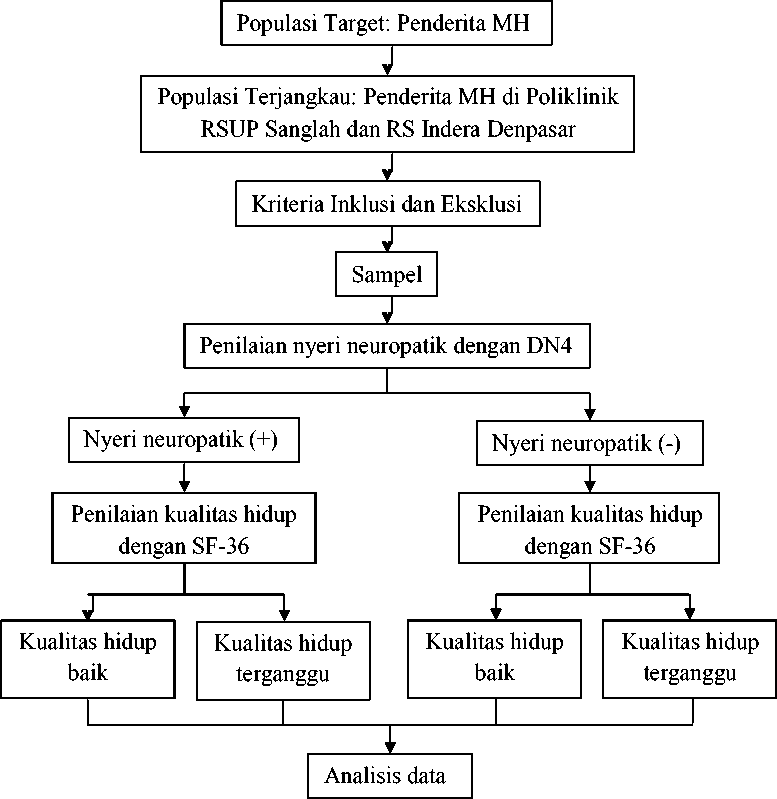 Populasi Target: Penderita MH
Populasi Terjangkau: Penderita MH di Poliklinik
RSUP Sanglah dan RS Indera Denpasar
Kriteria Inklusi dan Eksklusi
Sampel
Penilaian nyeri neuropatik dengan DN4
Nyeri neuropatik (+)
Nyeri neuropatik (-)
Penilaian kualitas hidup
dengan SF-36
Penilaian kualitas hidup
dengan SF-36
Kualitas hidup
baik
Kualitas hidup
terganggu
Kualitas hidup
baik
Kualitas hidup
terganggu
Analisis data